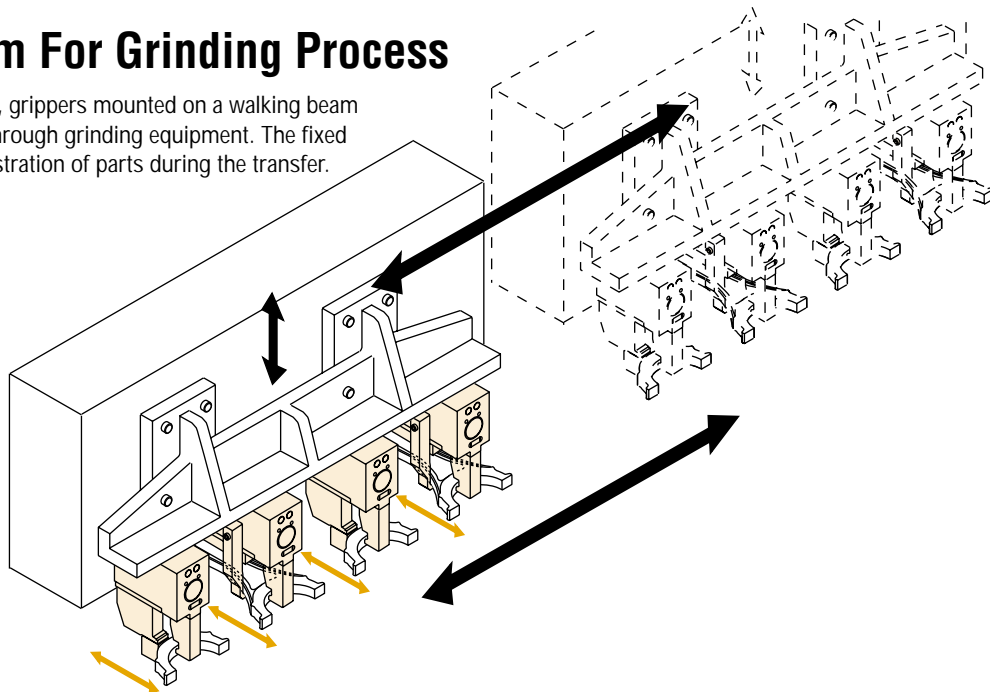 m For Grinding Process
, grippers mounted on a walking beam
hrough grinding equipment. The fixed
stration of parts during the transfer.